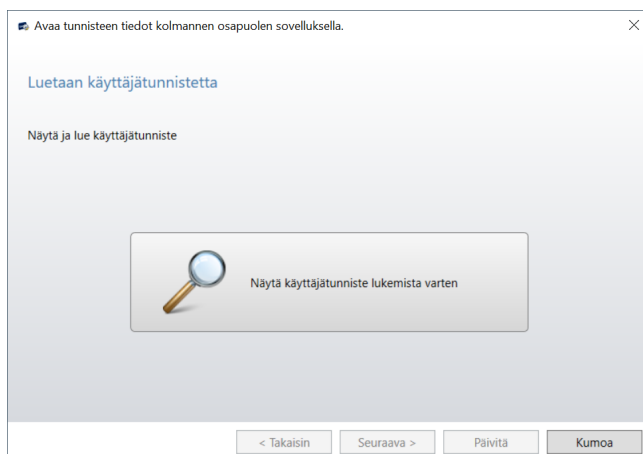 Avaa tunnisteen tiedot kolmannen osapuolen sovelluksella.
Luetaan käyttäjätunnistetta
Näytä ja lue käyttäjätunniste
Näytä käyttäjätunniste lukemista varten
< Takaisin
Seuraava >
Päivitä
Kumoa